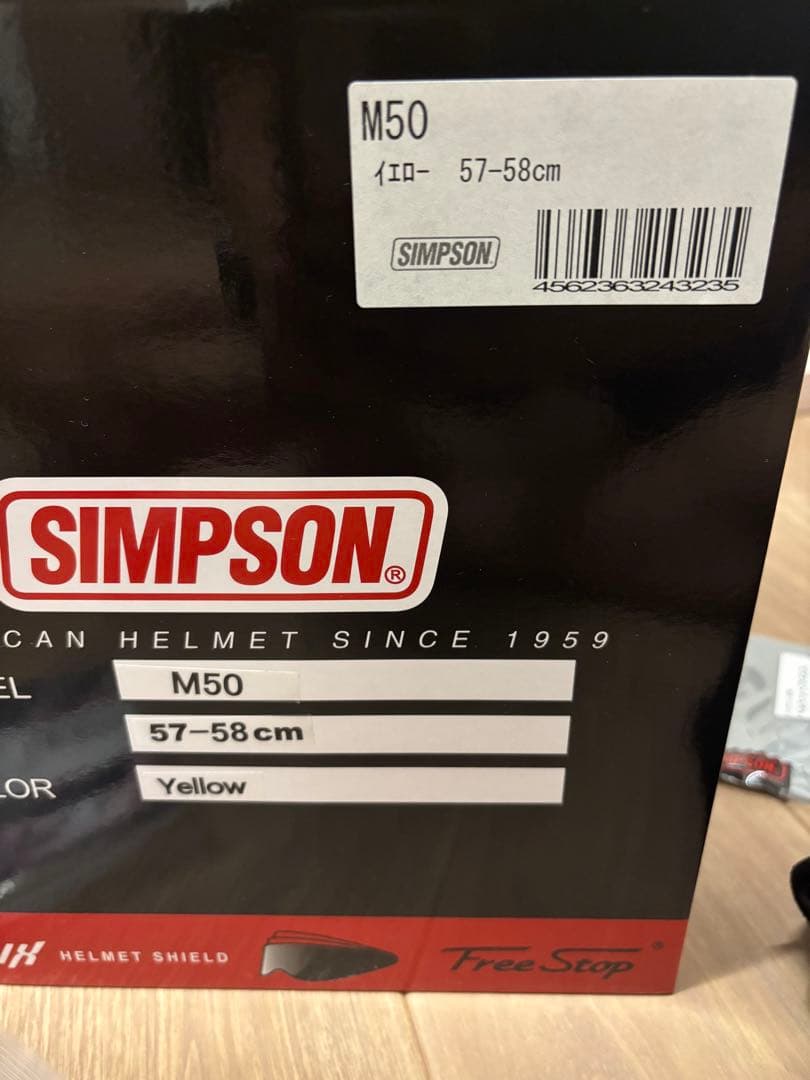 M50
イエロー 57-58cm
SIMPSON
4562363243235
SIMPSON®
CAN HELMET SINCE 1959
EL M50
57-58cm
LOR Yellow
IX HELMET SHIELD Free Stop®